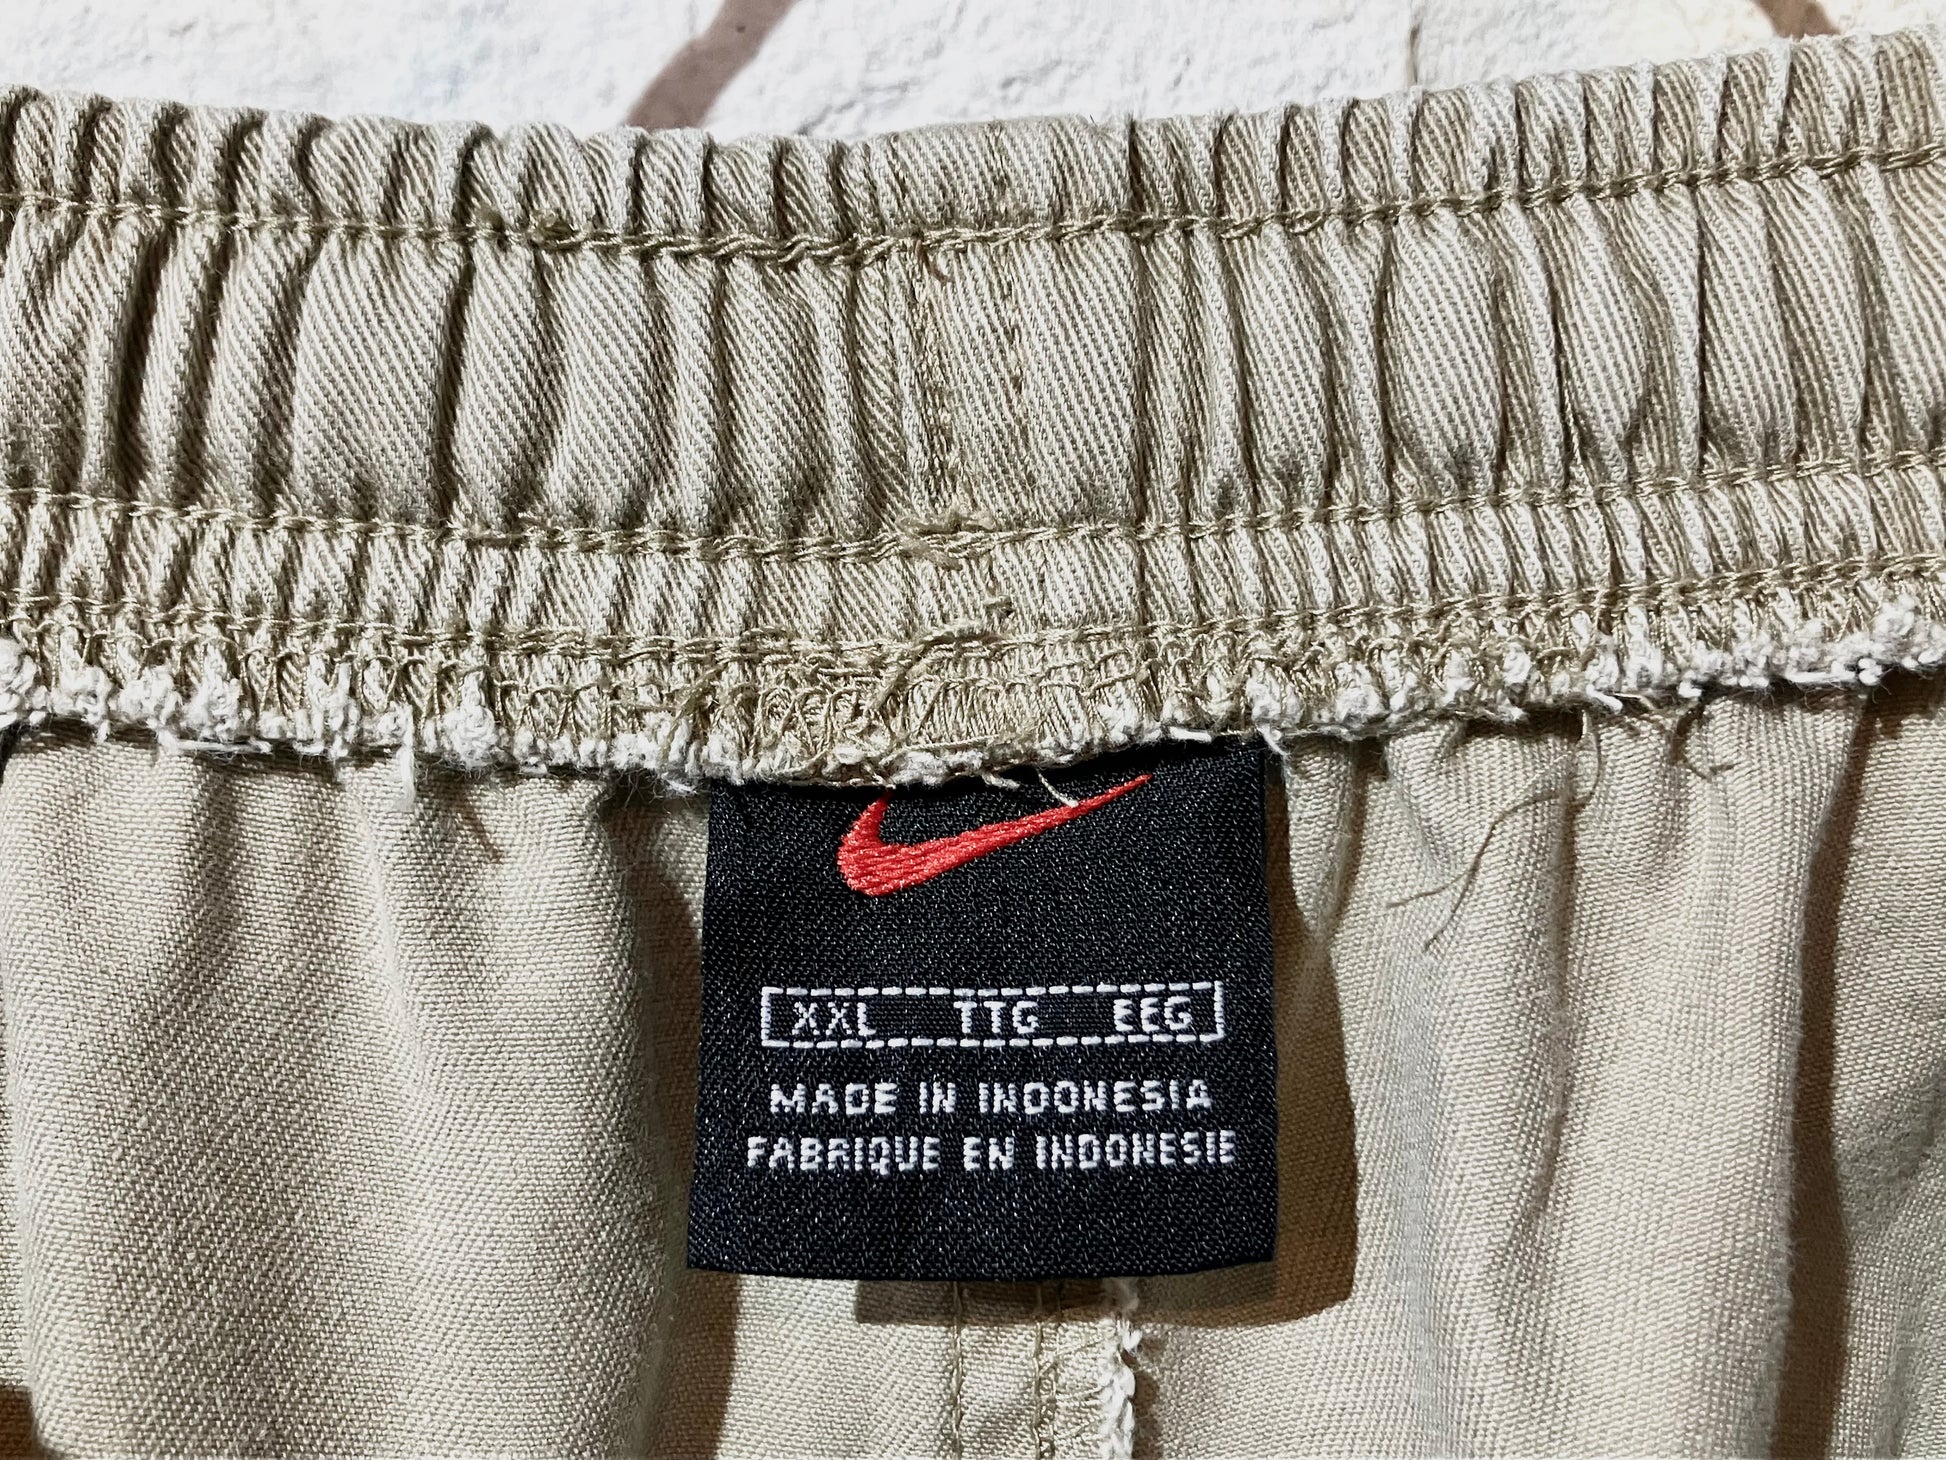 XXL TTG EEG
MADE IN INDONESIA
FABRIQUE EN INDONESIE